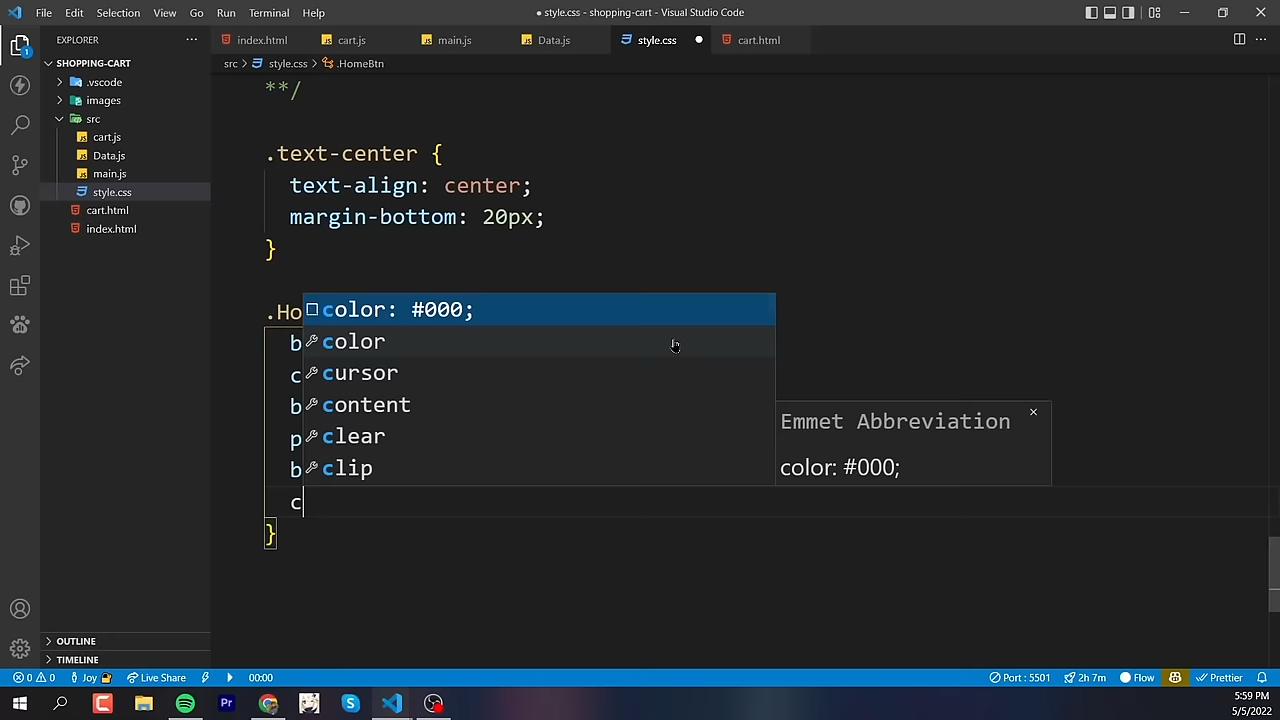 File Edit Selection View Go Run Terminal Help
● style.css - shopping-cart - Visual Studio Code
EXPLORER
index.html
cart.js
main.js
Data.js
style.css
cart.html
SHOPPING-CART
src > style.css > .HomeBtn
.vscode
images
src
cart.js
Data.js
main.js
style.css
cart.html
index.html
**/
.text-center {
text-align: center;
margin-bottom: 20px;
}
.Ho
b
c
b
p
b
c
}
color: #000;
color
cursor
content
clear
clip
Emmet Abbreviation
color: #000;
OUTLINE
TIMELINE
0 0 Joy Live Share 00:00
Port : 5501 2h 7m Flow Prettier
Pr
5:59 PM
5/5/2022